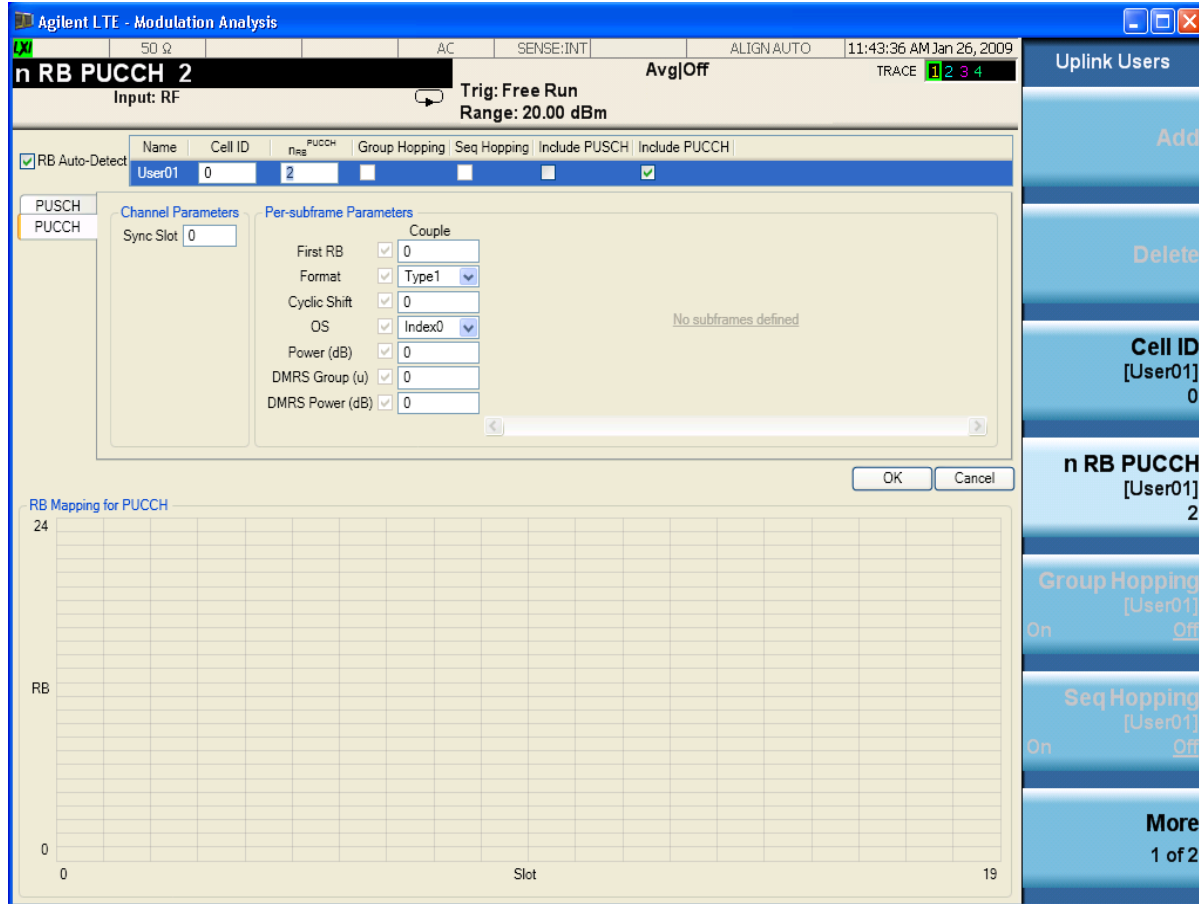 Agilent LTE - Modulation Analysis
LXI 50 Ω AC SENSE:INT ALIGN AUTO 11:43:36 AM Jan 26, 2009
n RB PUCCH 2
Input: RF
Trig: Free Run
Range: 20.00 dBm
Avg|Off
TRACE 1 2 3 4
RB Auto-Detect
Name Cell ID nRB PUCCH Group Hopping Seq Hopping Include PUSCH Include PUCCH
User01 0 2
PUSCH
PUCCH
Channel Parameters
Sync Slot 0
Per-subframe Parameters
Couple
First RB 0
Format Type1
Cyclic Shift 0
OS Index0
Power (dB) 0
DMRS Group (u) 0
DMRS Power (dB) 0
No subframes defined
OK Cancel
RB Mapping for PUCCH
24
RB
0
0 Slot 19
Uplink Users
Add
Delete
Cell ID
[User01]
0
n RB PUCCH
[User01]
2
Group Hopping
[User01]
On Off
Seq Hopping
[User01]
On Off
More
1 of 2